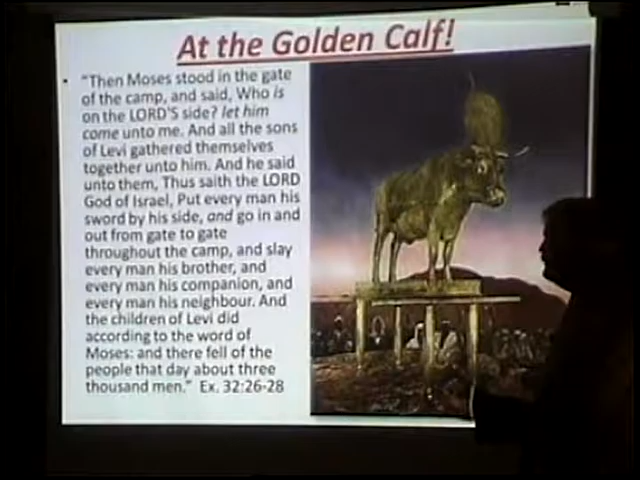 At the Golden Calf!
• "Then Moses stood in the gate
of the camp, and said, Who is
on the LORD'S side? let him
come unto me. And all the sons
of Levi gathered themselves
together unto him. And he said
unto them, Thus saith the LORD
God of Israel, Put every man his
sword by his side, and go in and
out from gate to gate
throughout the camp, and slay
every man his brother, and
every man his companion, and
every man his neighbour. And
the children of Levi did
according to the word of
Moses: and there fell of the
people that day about three
thousand men." Ex. 32:26-28